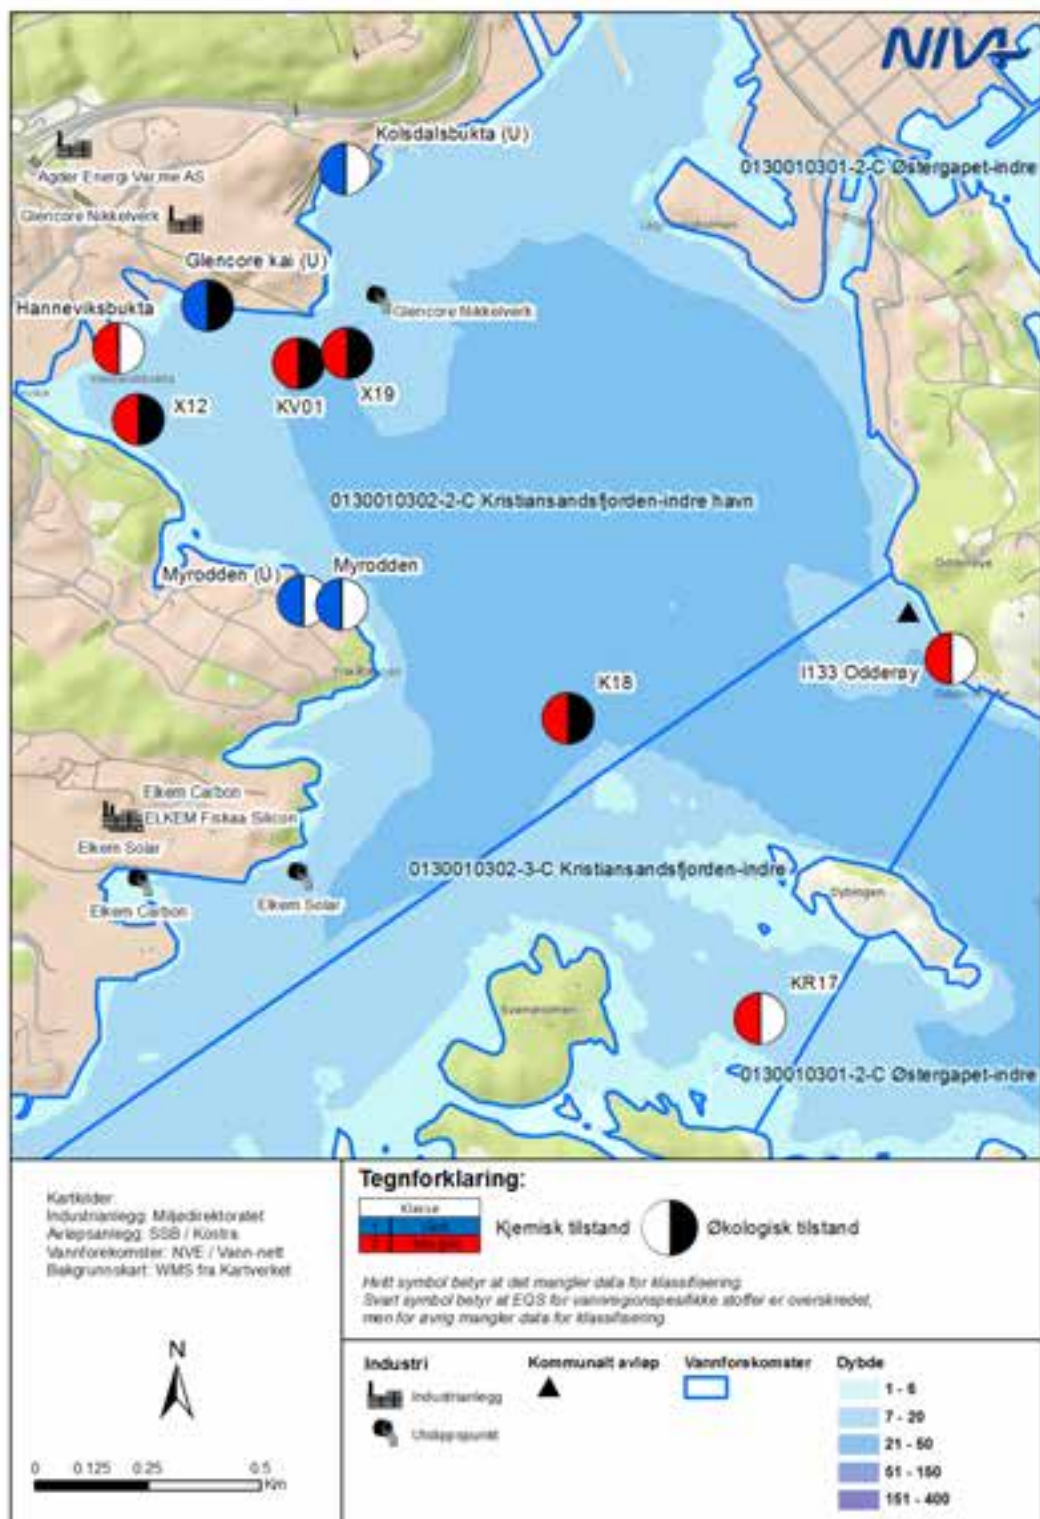 NIVA
Kolsdalsbukta (U)
0130010301-2-C Østergapet-indre
Agder Energi Varme AS
Glencore Nikkelverk
Glencore kai (U)
Hanneviksbukta
Glencore Nikkelverk
X12
KV01
X19
0130010302-2-C Kristiansandsfjorden-indre havn
Myrodden (U)
Myrodden
Odderøya
I133 Odderøy
K18
Elkem Carbon
ELKEM Fiskaa Silicon
Elkem Solar
0130010302-3-C Kristiansandsfjorden-indre
Dybingen
Elkem Carbon
Elkem Solar
KR17
Svensholmen
0130010301-2-C Østergapet-indre
Kartkilder:
Industrianlegg: Miljødirektoratet
Avløpsanlegg: SSB / Kostra
Vannforekomster: NVE / Vann-nett
Bakgrunnskart: WMS fra Kartverket
N
0 0.125 0.25 0.5
Km
Tegnforklaring:
Klasse
Kjemisk tilstand
Økologisk tilstand
Hvitt symbol betyr at det mangler data for klassifisering.
Svart symbol betyr at EQS for vannregionspesifikke stoffer er overskredet,
men for øvrig mangler data for klassifisering.
Industri
Industrianlegg
Utslippspunkt
Kommunalt avløp
Vannforskomster
Dybde
1 - 6
7 - 20
21 - 50
51 - 150
151 - 400